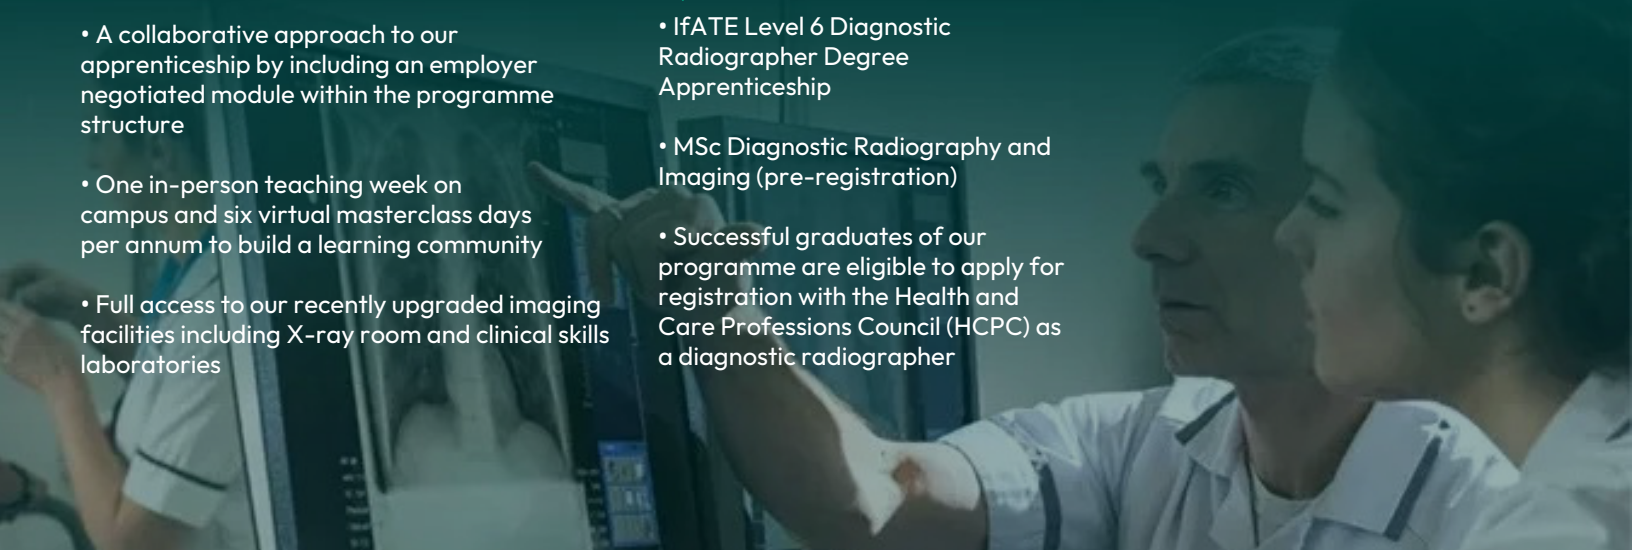 • A collaborative approach to our
apprenticeship by including an employer
negotiated module within the programme
structure
• One in-person teaching week on
campus and six virtual masterclass days
per annum to build a learning community
• Full access to our recently upgraded imaging
facilities including X-ray room and clinical skills
laboratories
• IfATE Level 6 Diagnostic
Radiographer Degree
Apprenticeship
• MSc Diagnostic Radiography and
Imaging (pre-registration)
• Successful graduates of our
programme are eligible to apply for
registration with the Health and
Care Professions Council (HCPC) as
a diagnostic radiographer